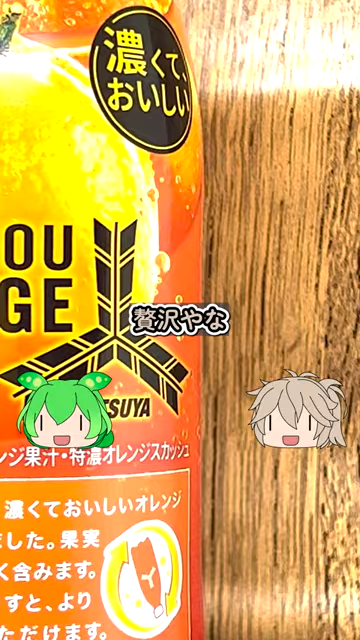 濃くて、
おいしい
OU
GE
贅沢やな
TSUYA
ンジ果汁・特濃オレンジスカッシュ
濃くておいしいオレンジ
ました。果実
く含みます。
すと、より
ただけます。